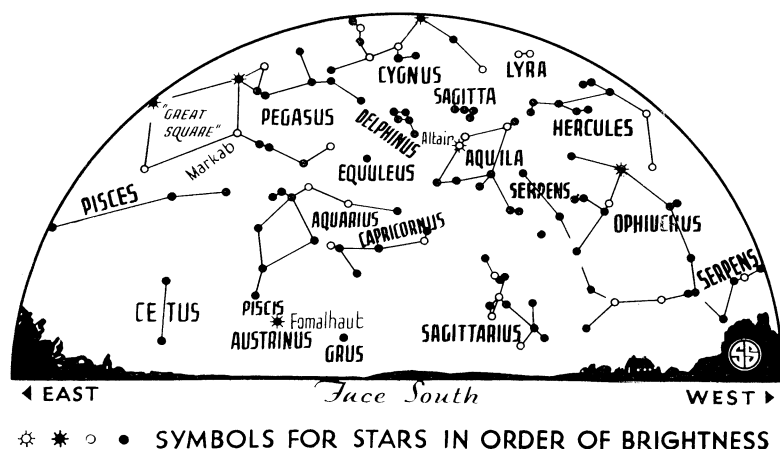 CYGNUS
LYRA
SAGITTA
"GREAT
SQUARE"
PEGASUS
DELPHINUS
Altair
HERCULES
Markab
EQUULEUS
AQUILA
PISCES
SERPENS
AQUARIUS
CAPRICORNUS
OPHIUCHUS
SERPENS
CETUS
PISCIS
AUSTRINUS
Fomalhaut
GRUS
SAGITTARIUS
SS
EAST
Face South
WEST
SYMBOLS FOR STARS IN ORDER OF BRIGHTNESS